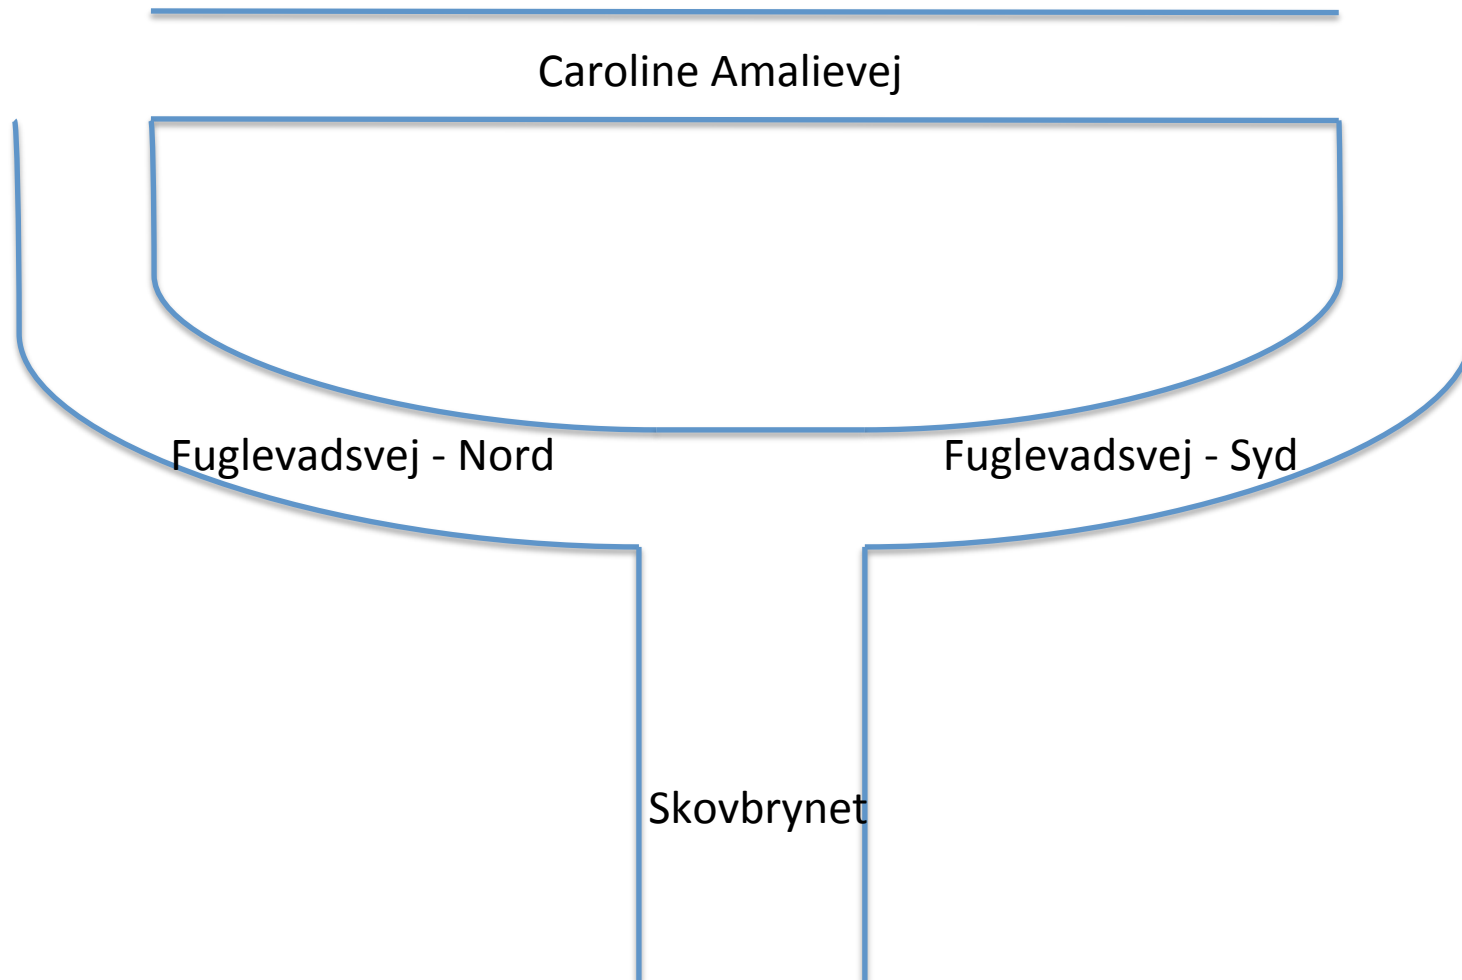 Caroline Amalievej
Fuglevadsvej - Nord
Fuglevadsvej - Syd
Skovbrynet